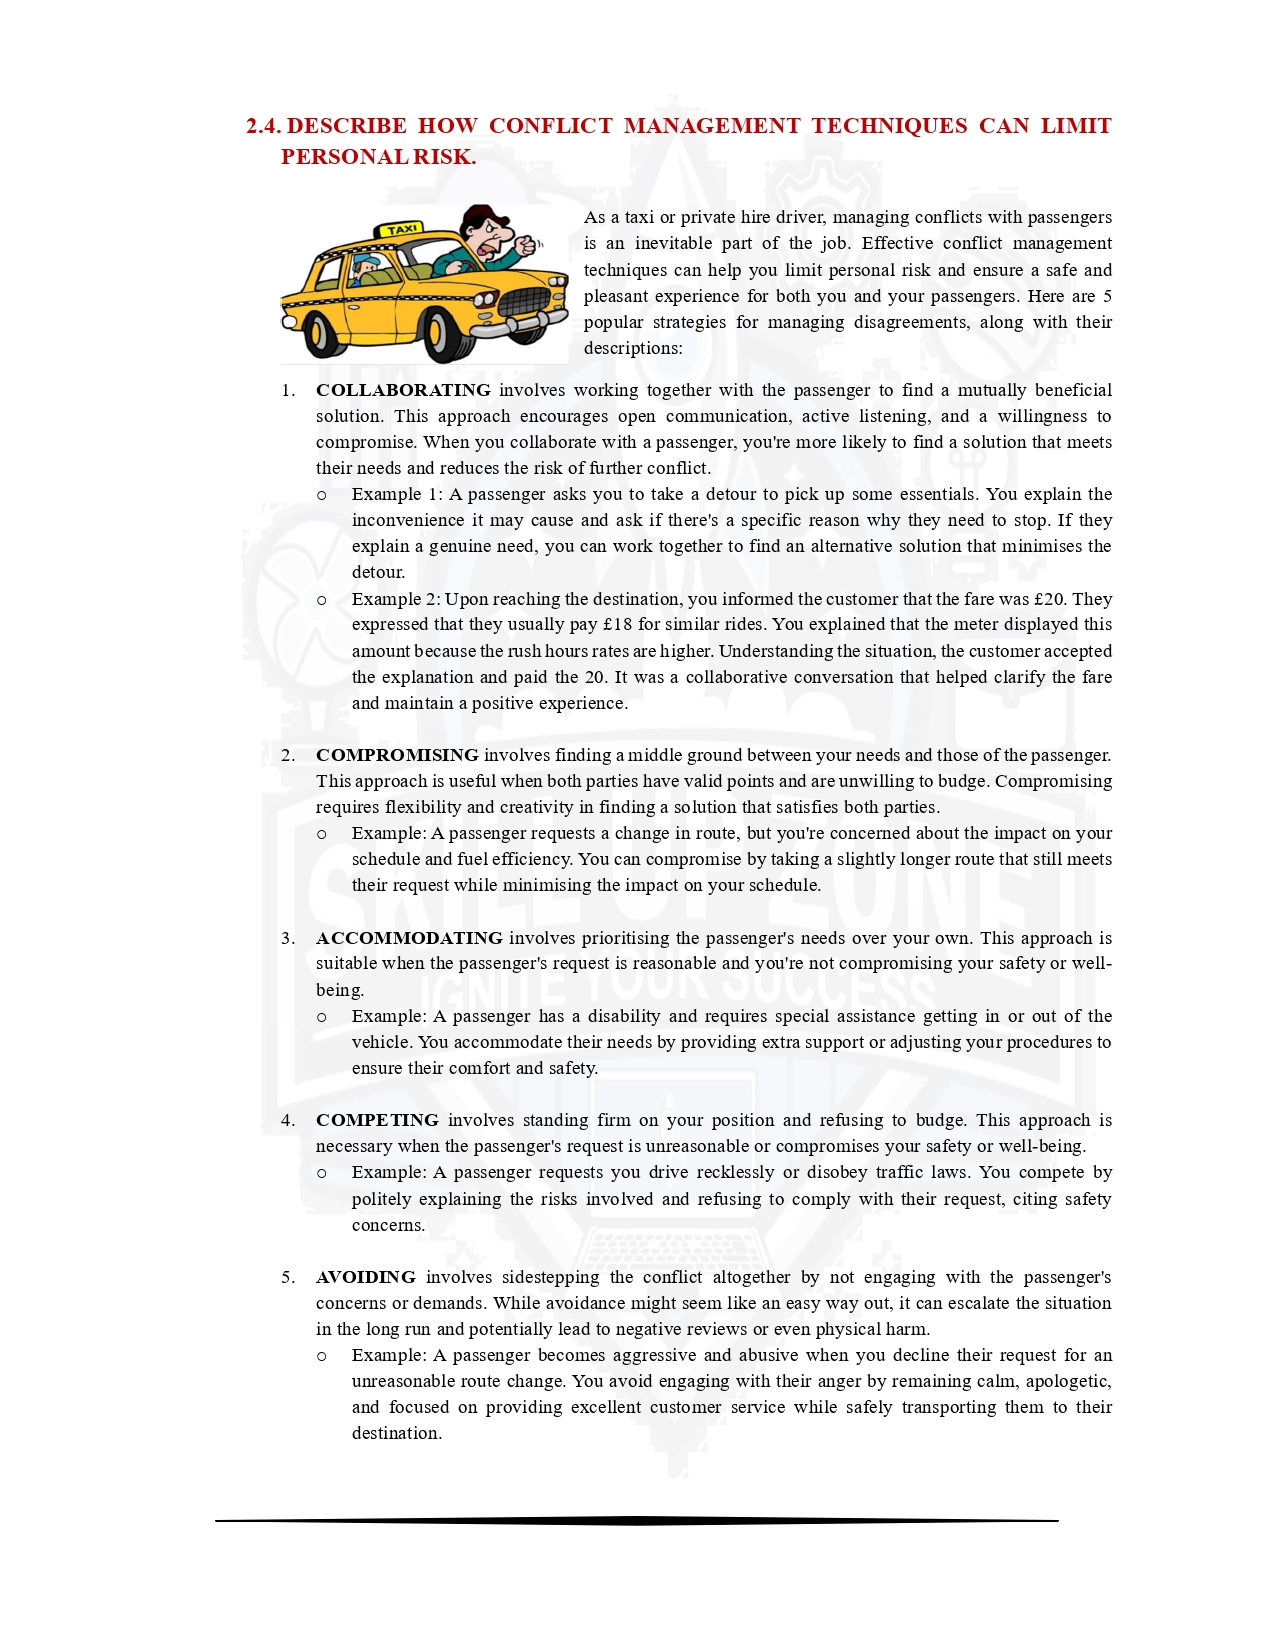 2.4. DESCRIBE HOW CONFLICT MANAGEMENT TECHNIQUES CAN LIMIT
PERSONAL RISK.
TAXI
As a taxi or private hire driver, managing conflicts with passengers
is an inevitable part of the job. Effective conflict management
techniques can help you limit personal risk and ensure a safe and
pleasant experience for both you and your passengers. Here are 5
popular strategies for managing disagreements, along with their
descriptions:
1. COLLABORATING involves working together with the passenger to find a mutually beneficial
solution. This approach encourages open communication, active listening, and a willingness to
compromise. When you collaborate with a passenger, you're more likely to find a solution that meets
their needs and reduces the risk of further conflict.
o Example 1: A passenger asks you to take a detour to pick up some essentials. You explain the
inconvenience it may cause and ask if there's a specific reason why they need to stop. If they
explain a genuine need, you can work together to find an alternative solution that minimises the
detour.
o Example 2: Upon reaching the destination, you informed the customer that the fare was £20. They
expressed that they usually pay £18 for similar rides. You explained that the meter displayed this
amount because the rush hours rates are higher. Understanding the situation, the customer accepted
the explanation and paid the 20. It was a collaborative conversation that helped clarify the fare
and maintain a positive experience.
2. COMPROMISING involves finding a middle ground between your needs and those of the passenger.
This approach is useful when both parties have valid points and are unwilling to budge. Compromising
requires flexibility and creativity in finding a solution that satisfies both parties.
o Example: A passenger requests a change in route, but you're concerned about the impact on your
schedule and fuel efficiency. You can compromise by taking a slightly longer route that still meets
their request while minimising the impact on your schedule.
SKILL UP ZONE
3. ACCOMMODATING involves prioritising the passenger's needs over your own. This approach is
suitable when the passenger's request is reasonable and you're not compromising your safety or well-
being.
IGNITE YOUR SUCCESS
o Example: A passenger has a disability and requires special assistance getting in or out of the
vehicle. You accommodate their needs by providing extra support or adjusting your procedures to
ensure their comfort and safety.
4. COMPETING involves standing firm on your position and refusing to budge. This approach is
necessary when the passenger's request is unreasonable or compromises your safety or well-being.
o Example: A passenger requests you drive recklessly or disobey traffic laws. You compete by
politely explaining the risks involved and refusing to comply with their request, citing safety
concerns.
5. AVOIDING involves sidestepping the conflict altogether by not engaging with the passenger's
concerns or demands. While avoidance might seem like an easy way out, it can escalate the situation
in the long run and potentially lead to negative reviews or even physical harm.
o Example: A passenger becomes aggressive and abusive when you decline their request for an
unreasonable route change. You avoid engaging with their anger by remaining calm, apologetic,
and focused on providing excellent customer service while safely transporting them to their
destination.